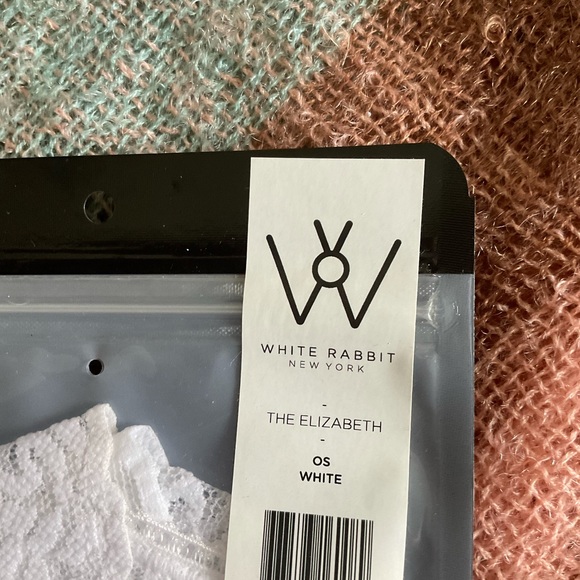 WHITE RABBIT
NEW YORK
-
THE ELIZABETH
-
OS
WHITE